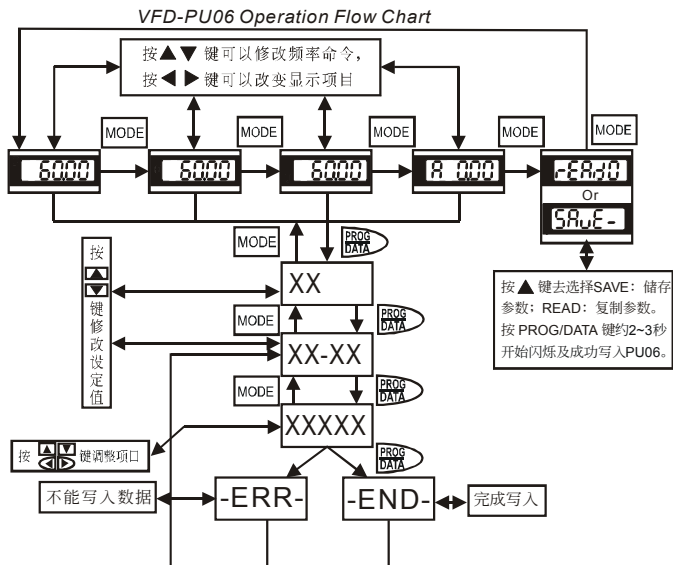 VFD-PU06 Operation Flow Chart
按▲▼ 键可以修改频率命令，
按◀ ▶ 键可以改变显示项目
MODE
MODE
MODE
MODE
MODE
60.00
60.00
60.00
A 0.00
rEAd0
Or
SAvE-
MODE
PROG
DATA
按▲ 键去选择SAVE：储存
参数；READ：复制参数。
按 PROG/DATA 键约2~3秒
开始闪烁及成功写入PU06。
按
▲
▼
键
修
改
设
定
值
XX
MODE
PROG
DATA
XX-XX
MODE
PROG
DATA
XXXXX
按 ▲▼◀▶ 键调整项口
PROG
DATA
不能写入数据
-ERR-
-END-
完成写入